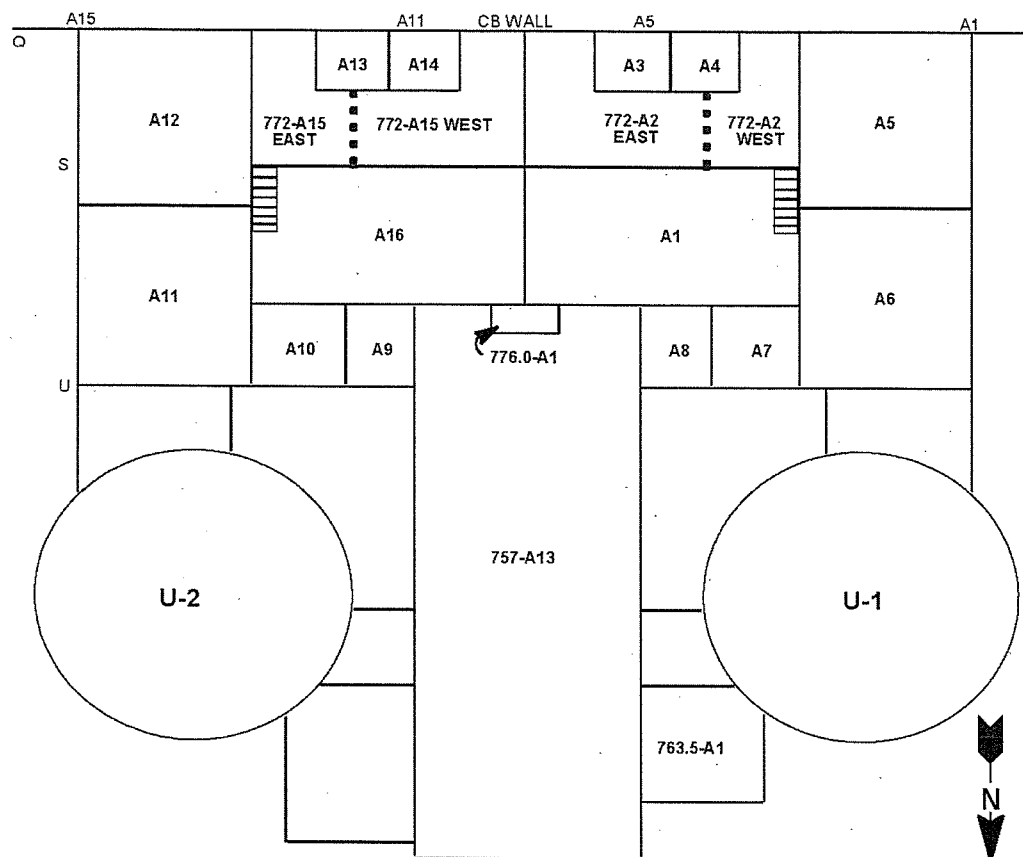 A15 A11 CB WALL A5 A1
Q
A13 A14 A3 A4
A12 772-A15 EAST 772-A15 WEST 772-A2 EAST 772-A2 WEST A5
S
A16 A1
A11 A6
A10 A9 776.0-A1 A8 A7
U
757-A13
U-2 U-1
763.5-A1
N